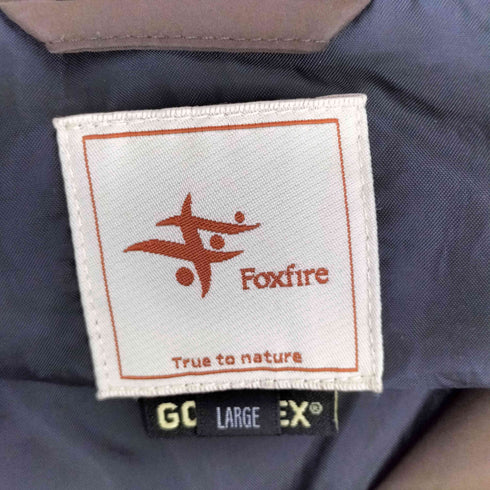 Foxfire
True to nature
GO EX®
LARGE